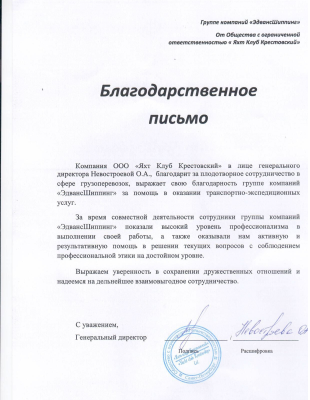 Группе компаний «ЭдвансШиппинг»
От Общества с ограниченной
ответственностью « Яхт Клуб Крестовский»
Благодарственное
письмо
Компания ООО «Яхт Клуб Крестовский» в лице генерального
директора Невостроевой О.А., благодарит за плодотворное сотрудничество в
сфере грузоперевозок, выражает свою благодарность группе компаний
«ЭдвансШиппинг» за помощь в оказании транспортно-экспедиционных
услуг.
За время совместной деятельности сотрудники группы компаний
«ЭдвансШиппинг» показали высокий уровень профессионализма в
выполнении своей работы, а также оказывали нам активную и
результативную помощь в решении текущих вопросов с соблюдением
профессиональной этики на достойном уровне.
Выражаем уверенность в сохранении дружественных отношений и
надеемся на дальнейшее взаимовыгодное сотрудничество.
С уважением,
Генеральный директор
Подпись Расшифровка